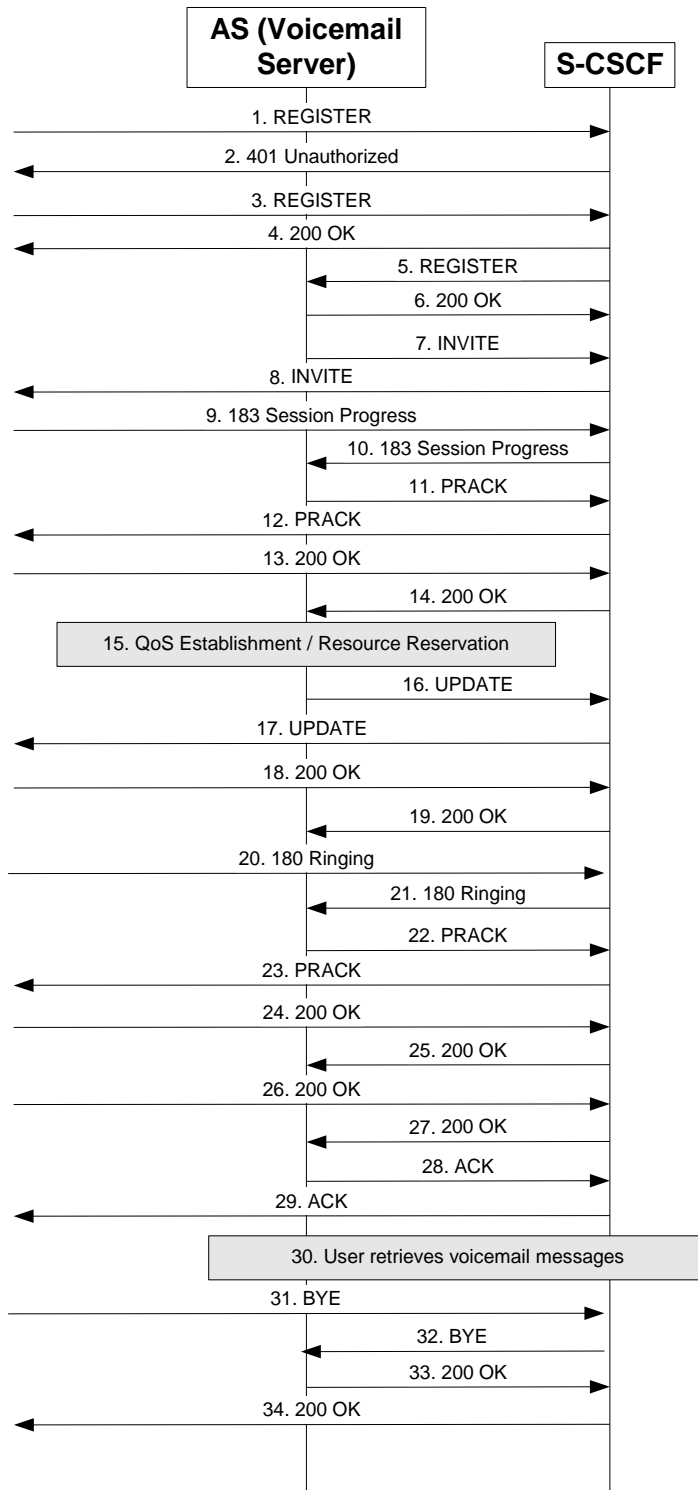 AS (Voicemail
Server)
S-CSCF
1. REGISTER
2. 401 Unauthorized
3. REGISTER
4. 200 OK
5. REGISTER
6. 200 OK
7. INVITE
8. INVITE
9. 183 Session Progress
10. 183 Session Progress
11. PRACK
12. PRACK
13. 200 OK
14. 200 OK
15. QoS Establishment / Resource Reservation
16. UPDATE
17. UPDATE
18. 200 OK
19. 200 OK
20. 180 Ringing
21. 180 Ringing
22. PRACK
23. PRACK
24. 200 OK
25. 200 OK
26. 200 OK
27. 200 OK
28. ACK
29. ACK
30. User retrieves voicemail messages
31. BYE
32. BYE
33. 200 OK
34. 200 OK